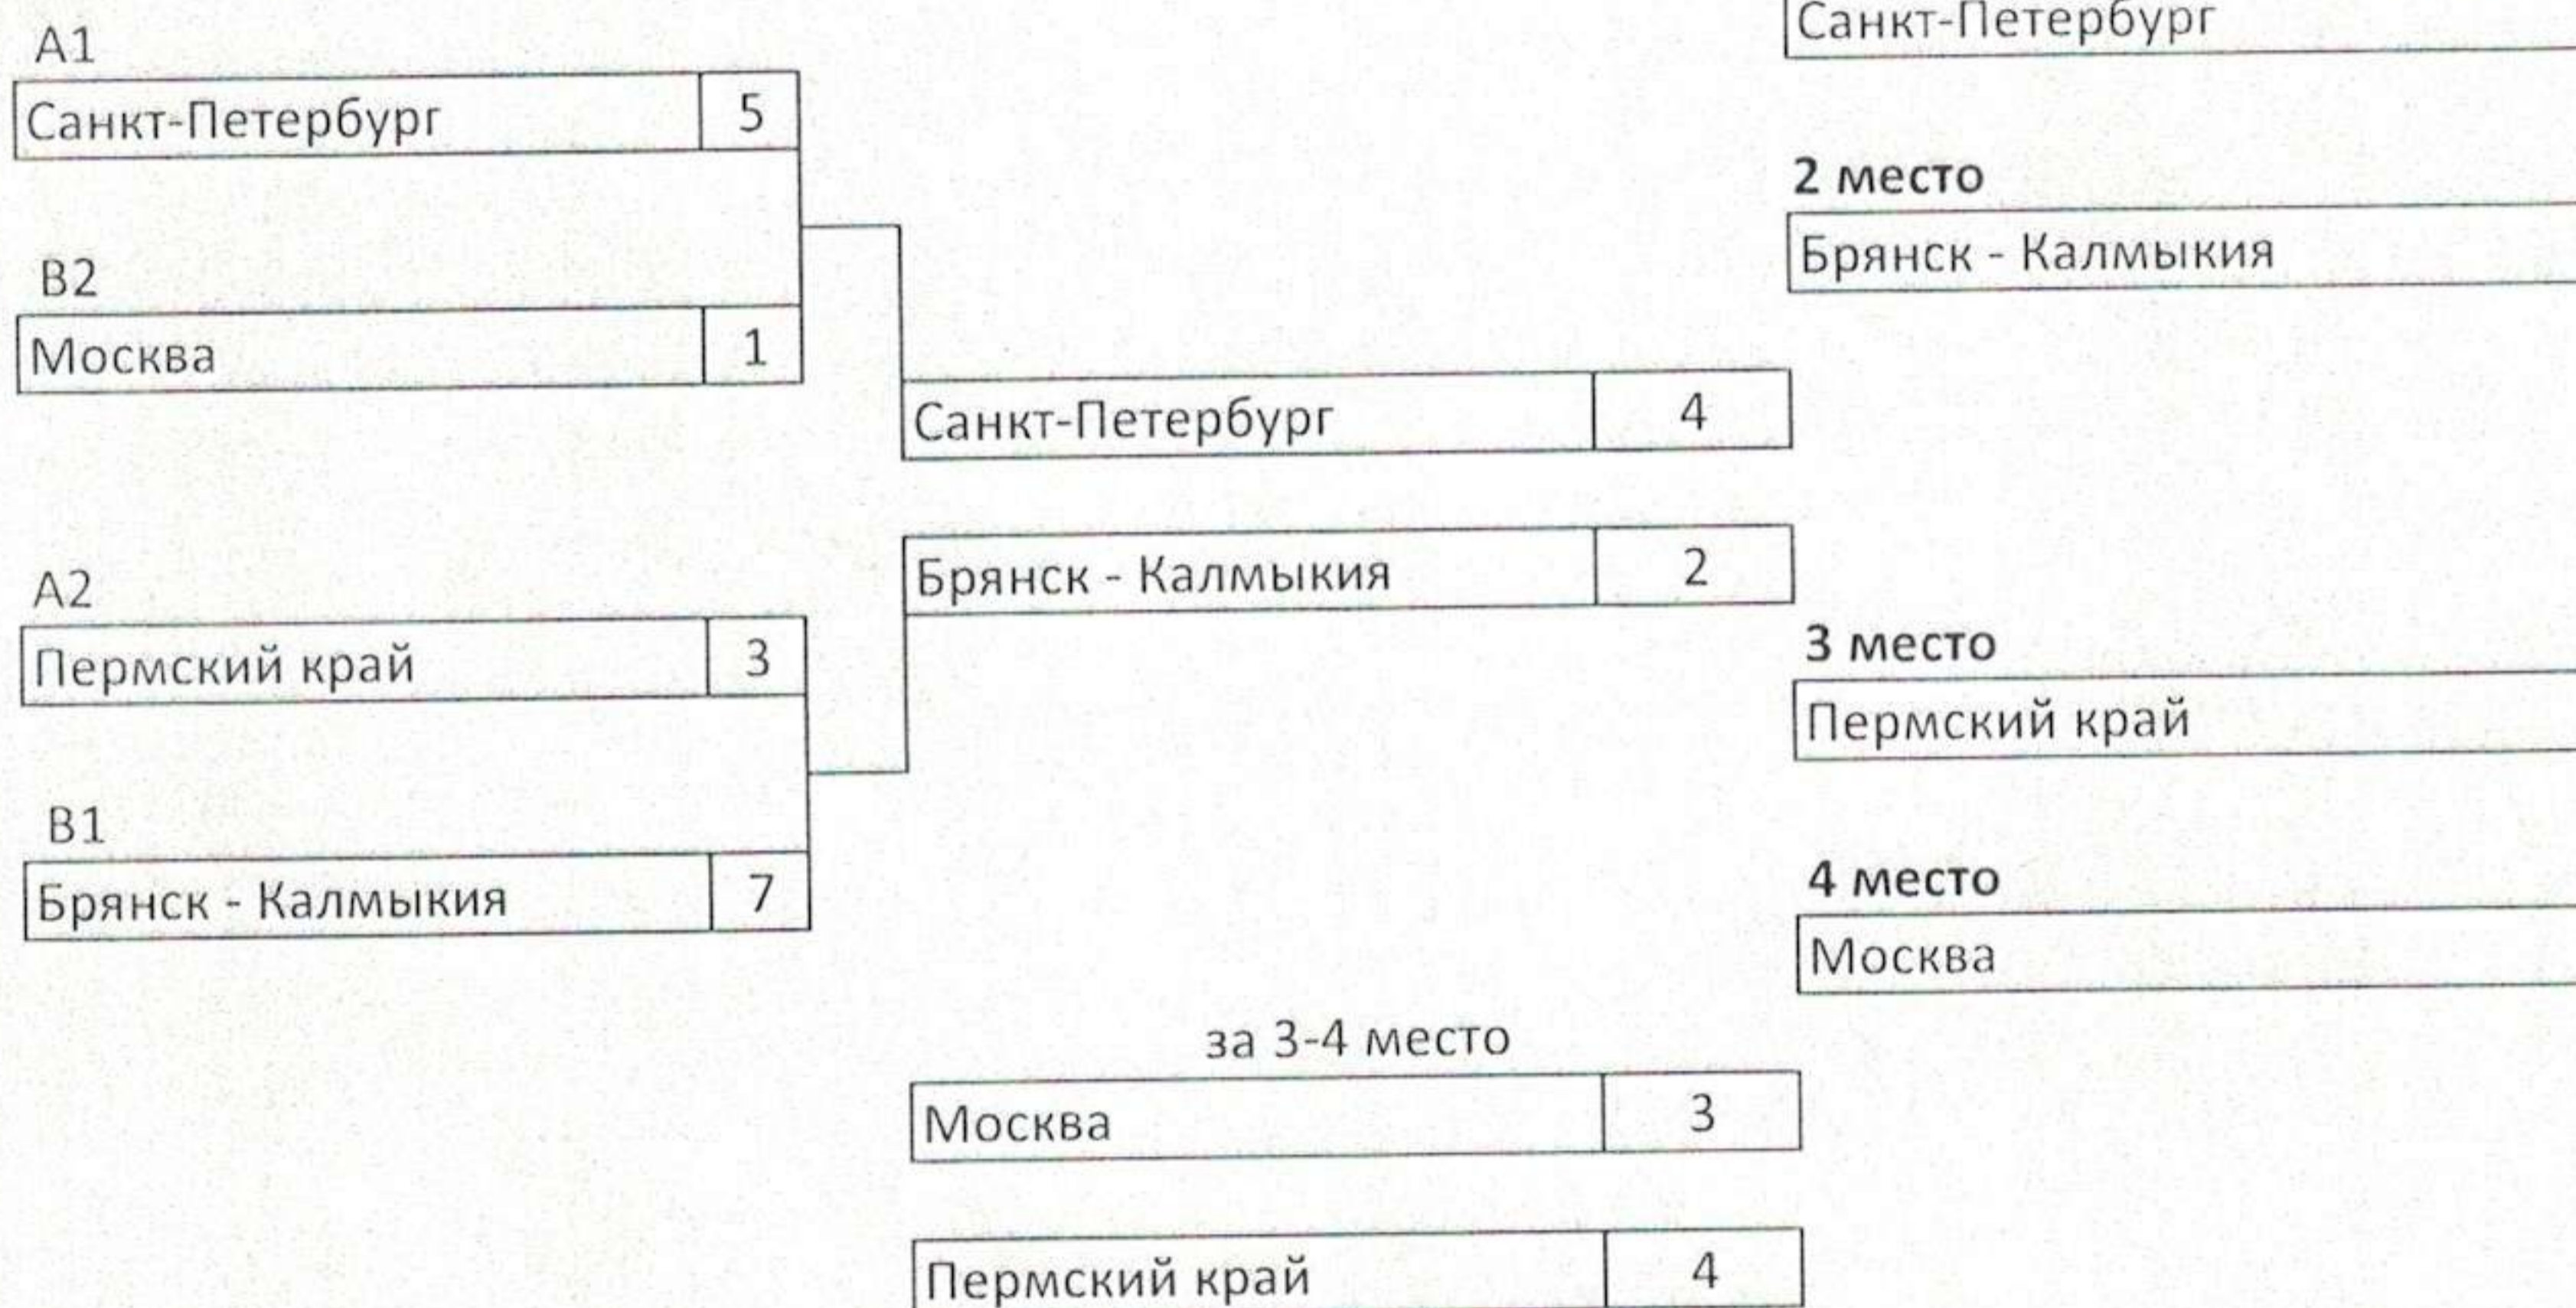 Санкт-Петербург
A1
Санкт-Петербург 5
2 место
Брянск - Калмыкия
B2
Москва 1
Санкт-Петербург 4
Брянск - Калмыкия 2
A2
Пермский край 3
3 место
Пермский край
B1
Брянск - Калмыкия 7
4 место
Москва
за 3-4 место
Москва 3
Пермский край 4